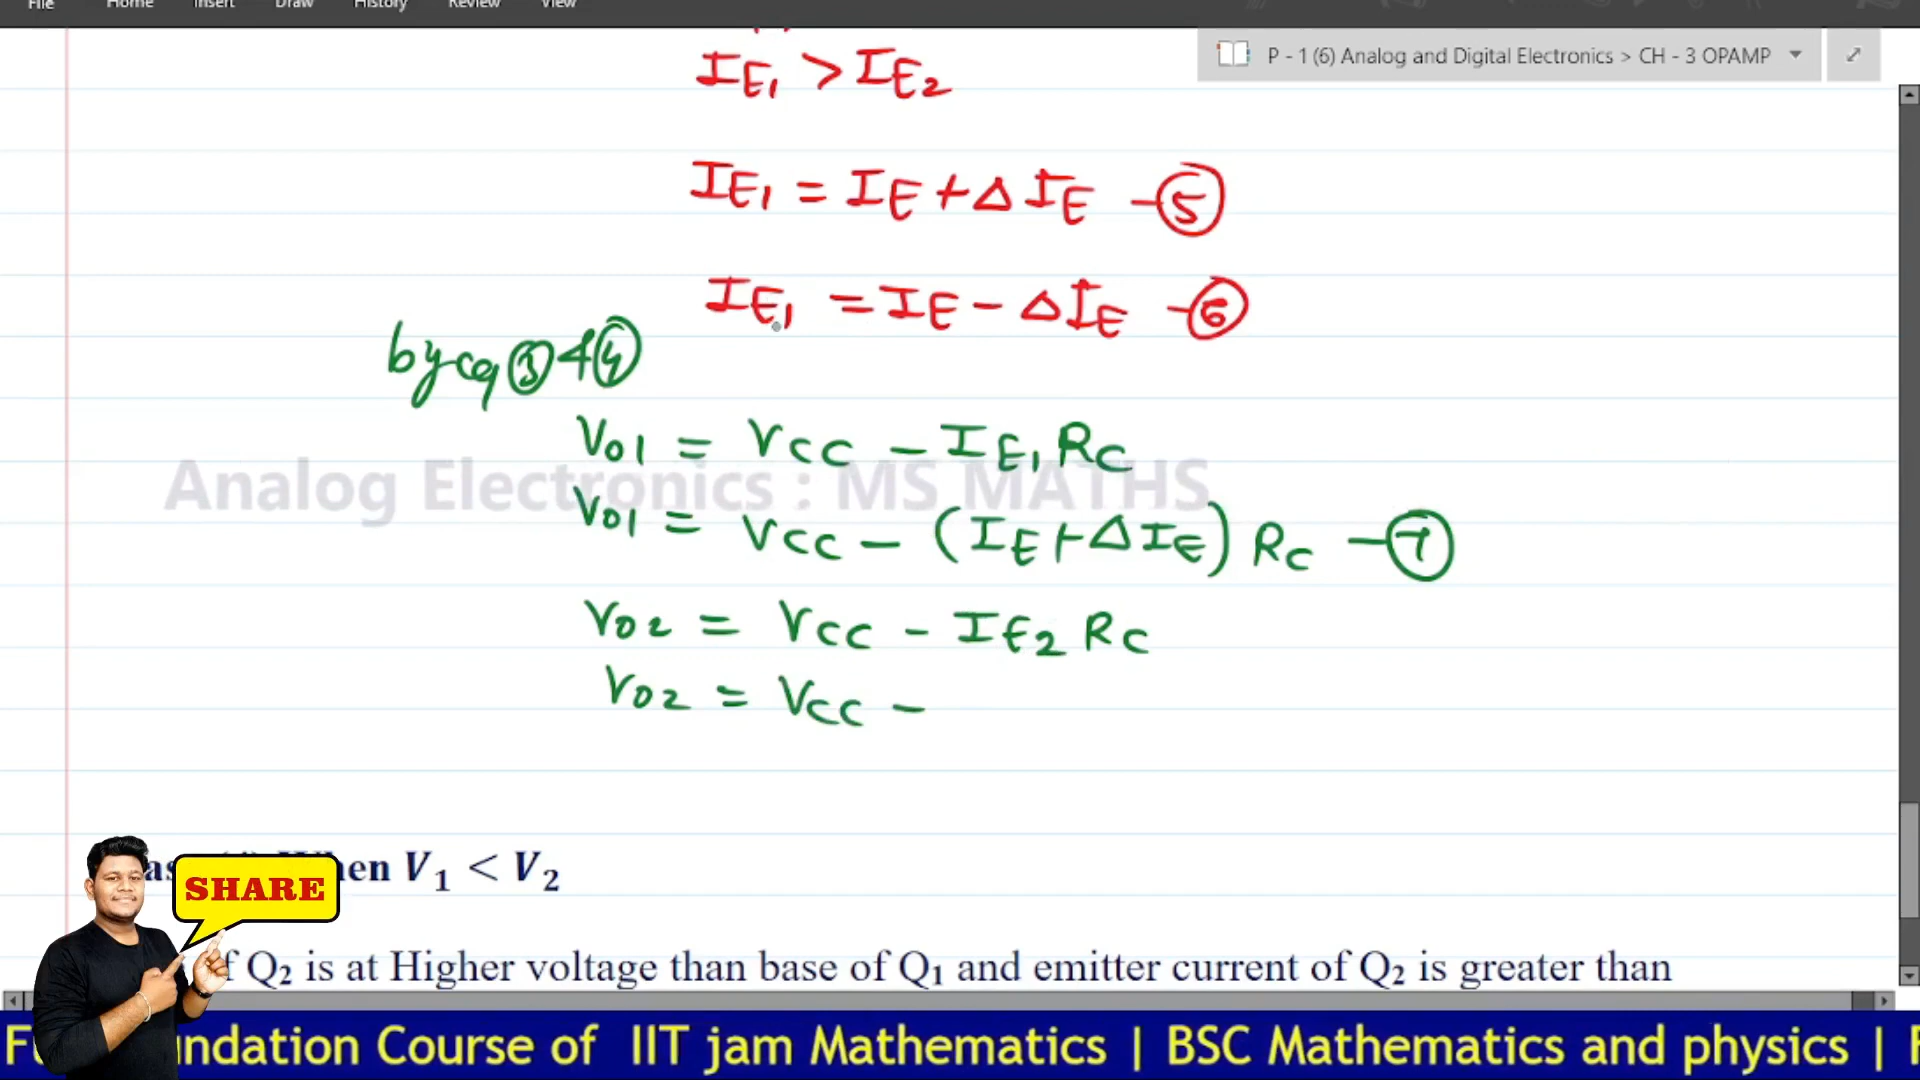 File Home Insert Draw History Review View
P - 1 (6) Analog and Digital Electronics > CH - 3 OPAMP
IE1 > IE2
IE1 = IE + Δ IE - ⑤
IE1 = IE - Δ IE - ⑥
by eq ③ & ④
Vo1 = Vcc - IE1 Rc
Analog Electronics : MS MATHS
Vo1 = Vcc - (IE + Δ IE) Rc - ⑦
Vo2 = Vcc - IE2 Rc
Vo2 = Vcc -
V1 < V2
SHARE
f Q2 is at Higher voltage than base of Q1 and emitter current of Q2 is greater than
ndation Course of IIT jam Mathematics | BSC Mathematics and physics | F